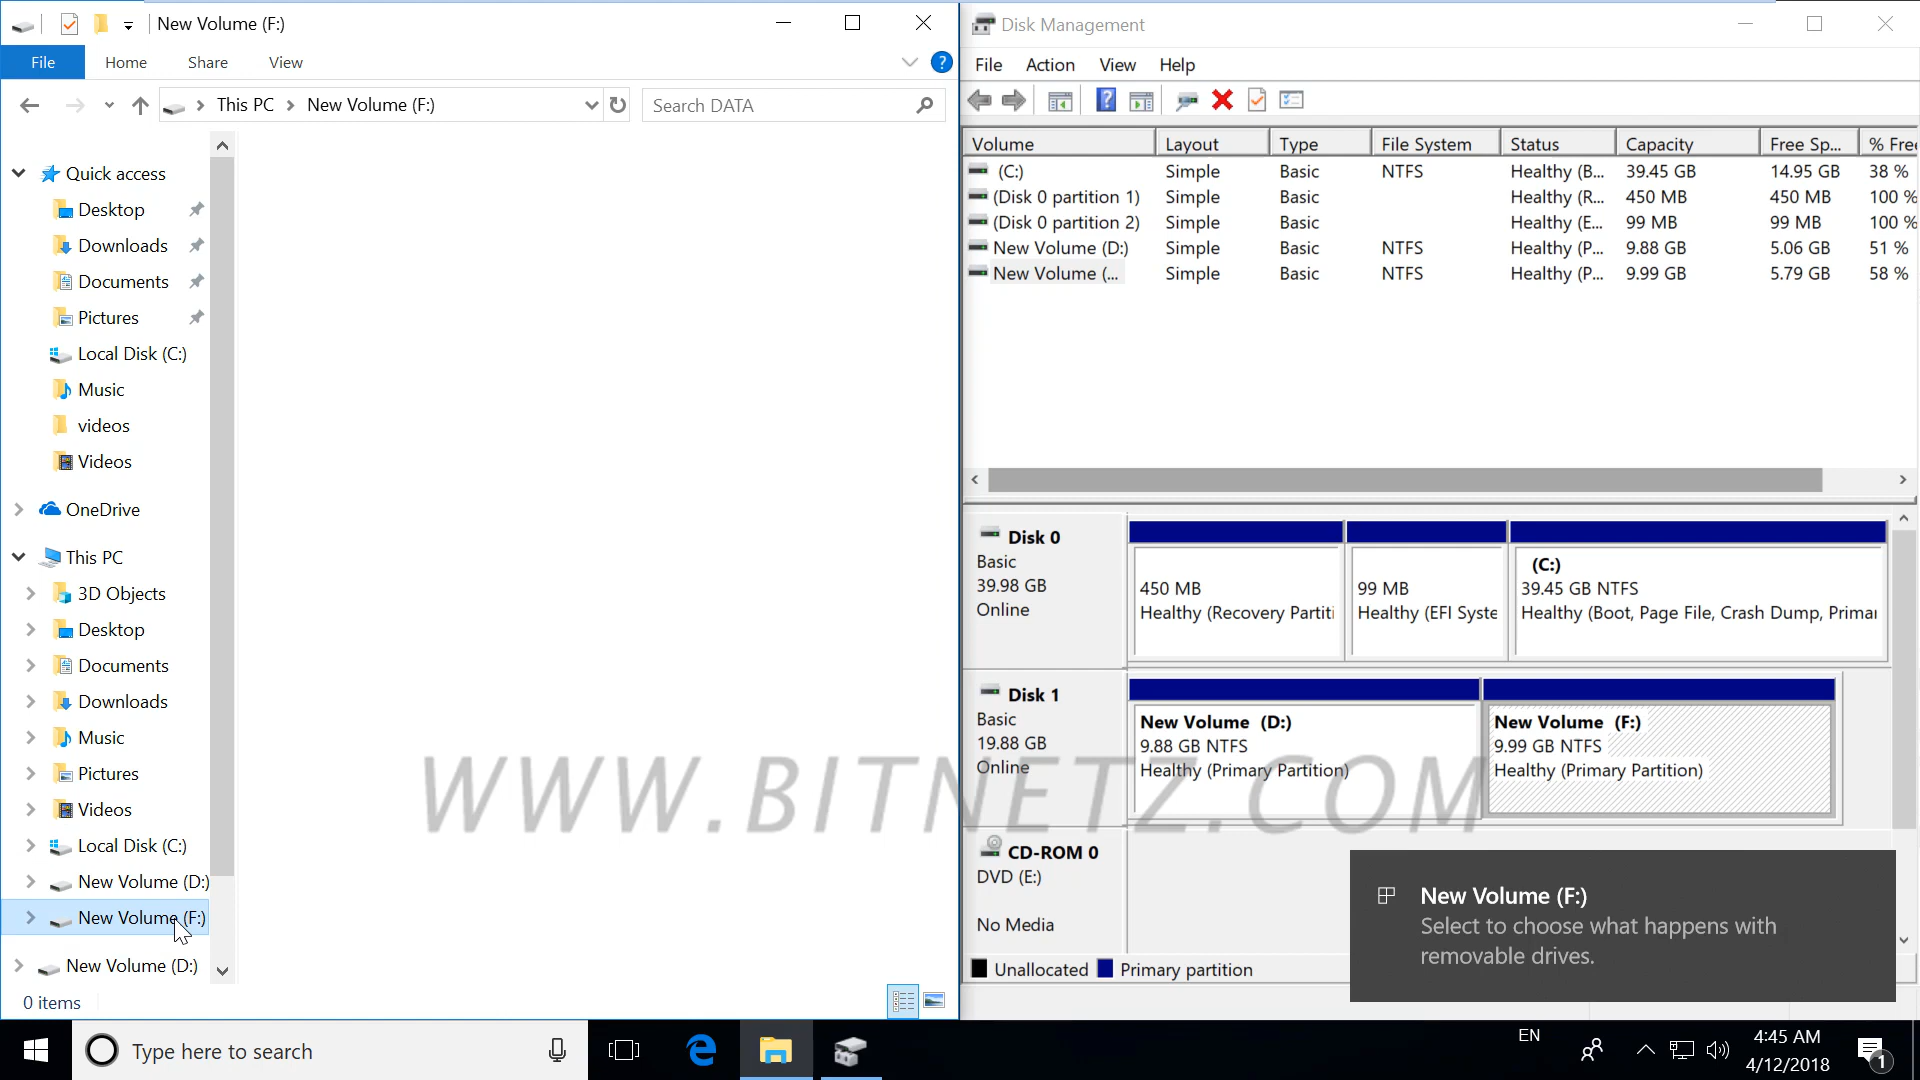 New Volume (F:)
File Home Share View
This PC New Volume (F:) Search DATA
Quick access
Desktop
Downloads
Documents
Pictures
Local Disk (C:)
Music
videos
Videos
OneDrive
This PC
3D Objects
Desktop
Documents
Downloads
Music
Pictures
Videos
Local Disk (C:)
New Volume (D:)
New Volume (F:)
New Volume (D:)
0 items
Disk Management
File Action View Help
Volume Layout Type File System Status Capacity Free Sp... % Free
(C:) Simple Basic NTFS Healthy (B... 39.45 GB 14.95 GB 38 %
(Disk 0 partition 1) Simple Basic Healthy (R... 450 MB 450 MB 100 %
(Disk 0 partition 2) Simple Basic Healthy (E... 99 MB 99 MB 100 %
New Volume (D:) Simple Basic NTFS Healthy (P... 9.88 GB 5.06 GB 51 %
New Volume (... Simple Basic NTFS Healthy (P... 9.99 GB 5.79 GB 58 %
Disk 0
Basic
39.98 GB
Online
450 MB
Healthy (Recovery Partiti
99 MB
Healthy (EFI Syste
(C:)
39.45 GB NTFS
Healthy (Boot, Page File, Crash Dump, Primar
Disk 1
Basic
19.88 GB
Online
New Volume (D:)
9.88 GB NTFS
Healthy (Primary Partition)
New Volume (F:)
9.99 GB NTFS
Healthy (Primary Partition)
WWW.BITNETZ.COM
CD-ROM 0
DVD (E:)
No Media
Unallocated Primary partition
New Volume (F:)
Select to choose what happens with
removable drives.
Type here to search
EN
4:45 AM
4/12/2018
1